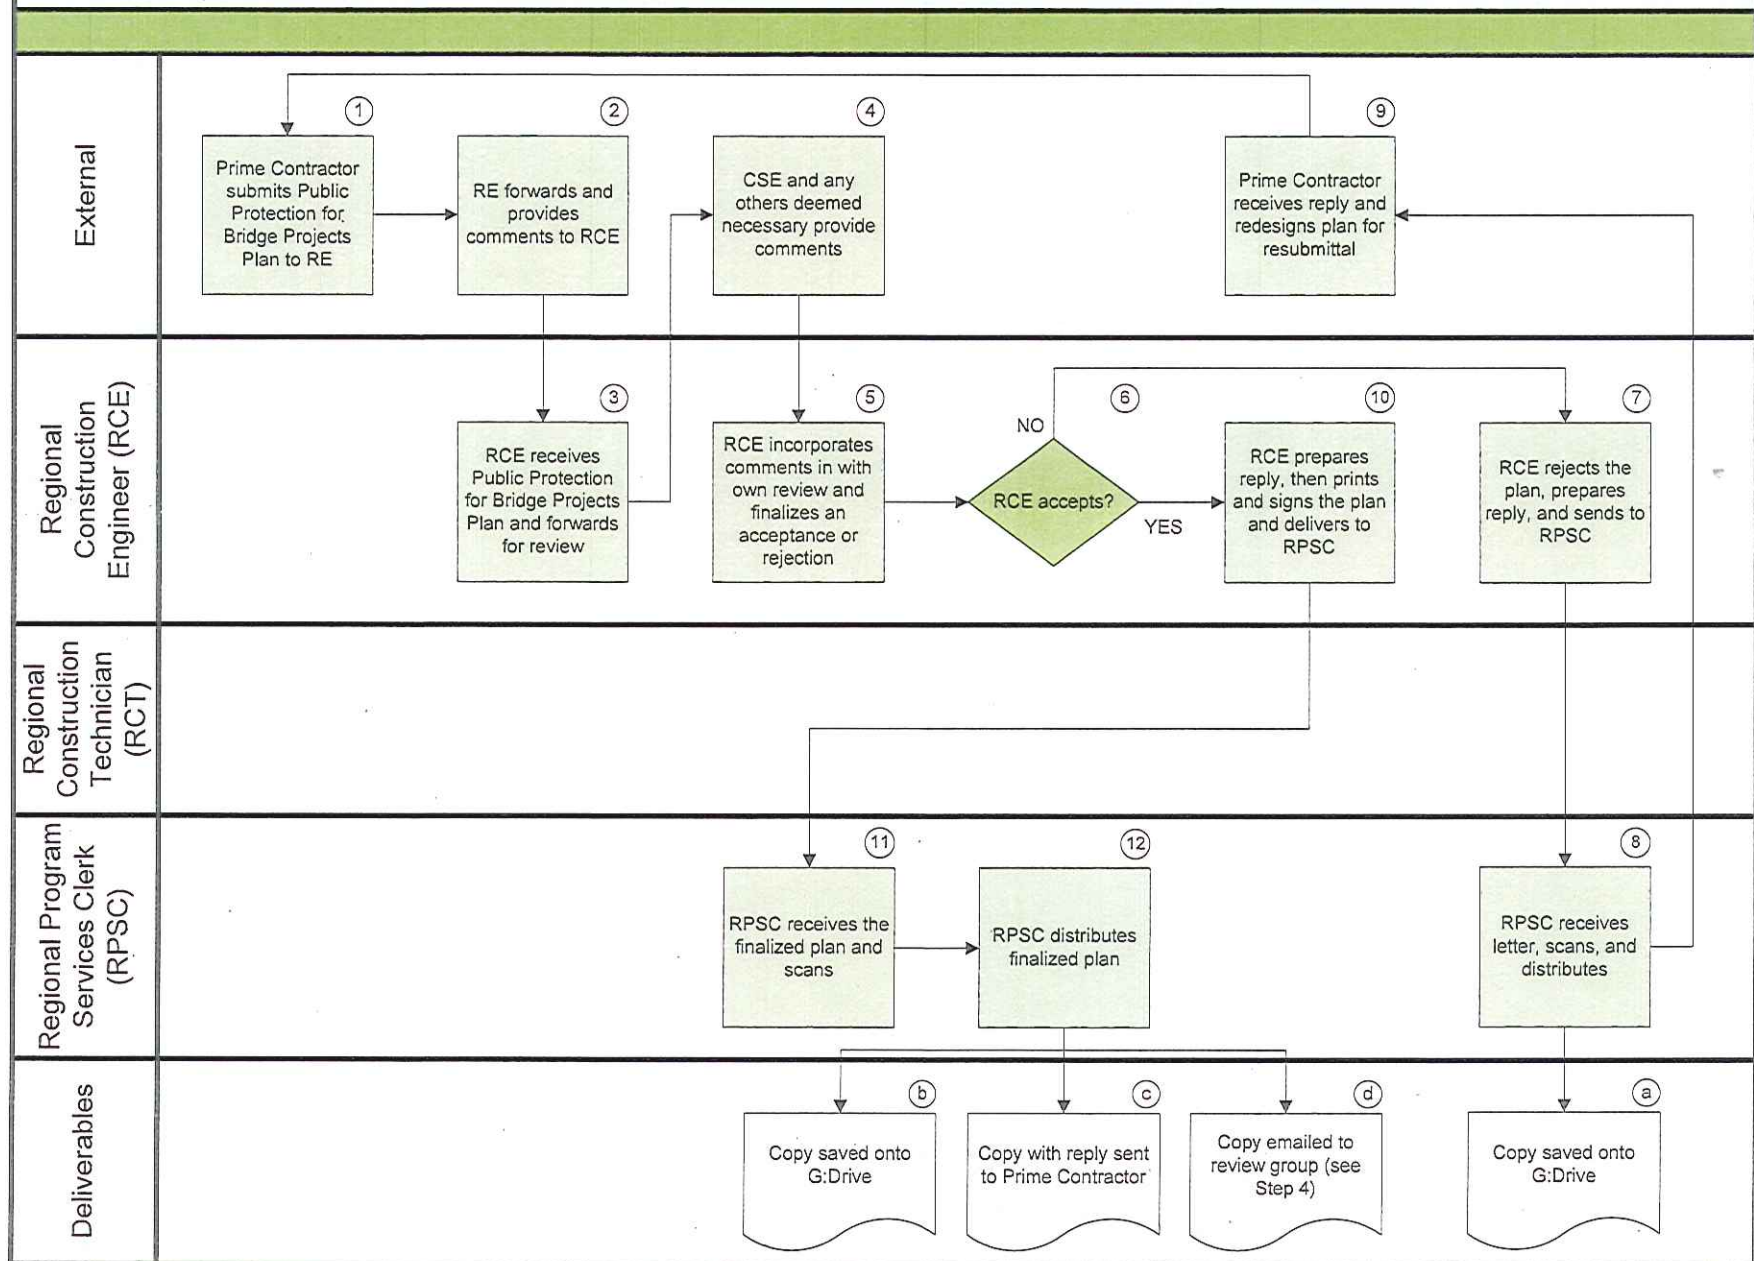 External
1
Prime Contractor
submits Public
Protection for
Bridge Projects
Plan to RE
2
RE forwards and
provides
comments to RCE
4
CSE and any
others deemed
necessary provide
comments
9
Prime Contractor
receives reply and
redesigns plan for
resubmittal
Regional
Construction
Engineer (RCE)
3
RCE receives
Public Protection
for Bridge Projects
Plan and forwards
for review
5
RCE incorporates
comments in with
own review and
finalizes an
acceptance or
rejection
6
NO
RCE accepts?
YES
10
RCE prepares
reply, then prints
and signs the plan
and delivers to
RPSC
7
RCE rejects the
plan, prepares
reply, and sends to
RPSC
Regional
Construction
Technician
(RCT)
Regional Program
Services Clerk
(RPSC)
11
RPSC receives the
finalized plan and
scans
12
RPSC distributes
finalized plan
8
RPSC receives
letter, scans, and
distributes
Deliverables
b
Copy saved onto
G:Drive
c
Copy with reply sent
to Prime Contractor
d
Copy emailed to
review group (see
Step 4)
a
Copy saved onto
G:Drive